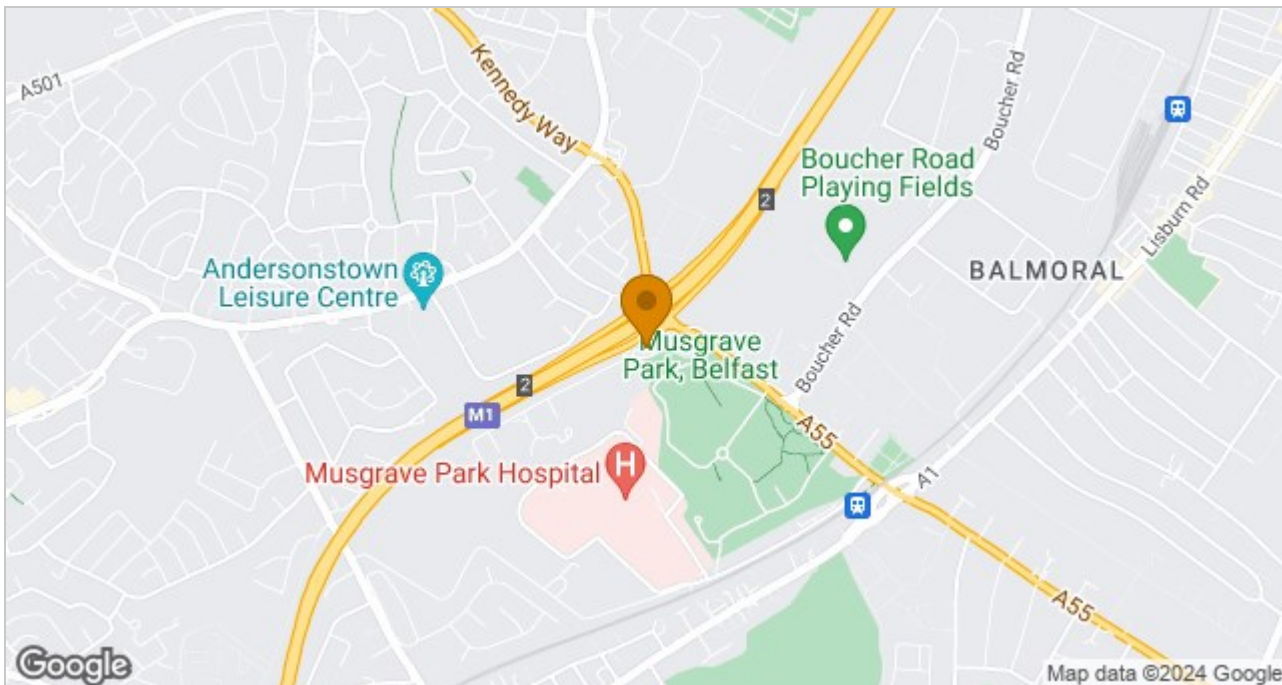 A501
Kennedy Way
Boucher Rd
2
Boucher Road
Playing Fields
Lisburn Rd
BALMORAL
Andersonstown
Leisure Centre
Musgrave
Park, Belfast
Boucher Rd
2
M1
A55
Musgrave Park Hospital
H
A1
A55
Google
Map data ©2024 Google